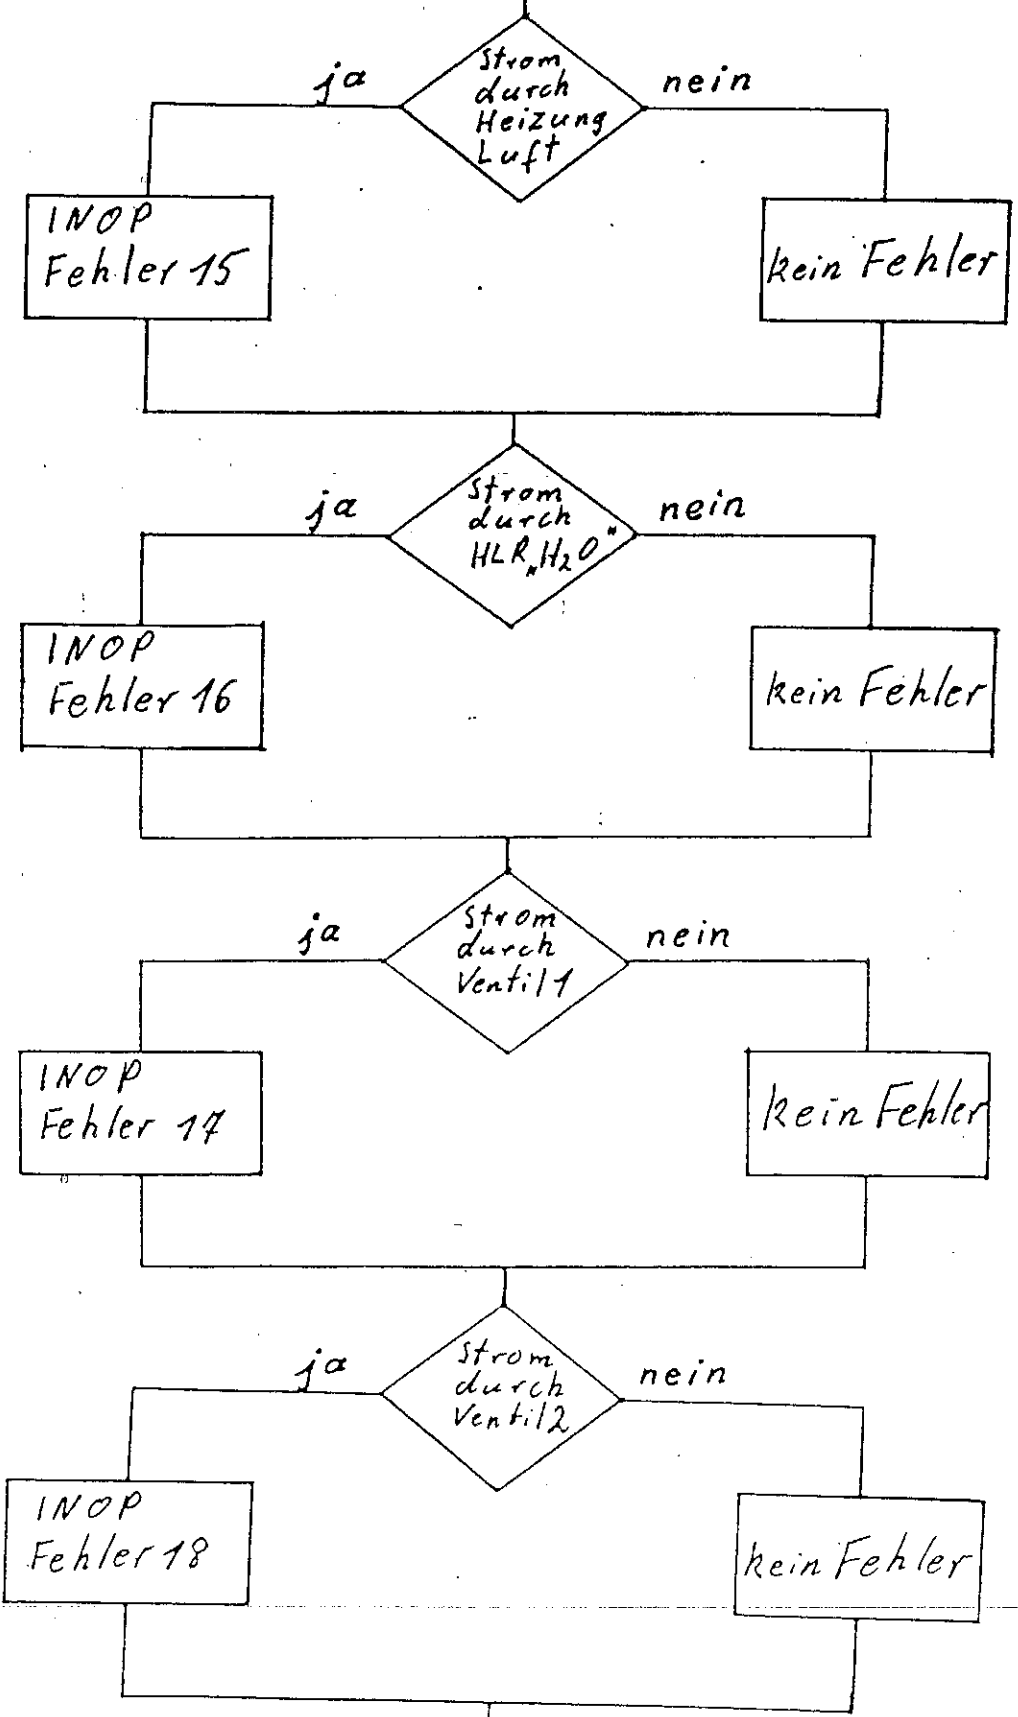 Strom
durch
Heizung
Luft
ja
nein
INOP
Fehler 15
kein Fehler
Strom
durch
HLR „H₂O"
ja
nein
INOP
Fehler 16
kein Fehler
Strom
durch
Ventil 1
ja
nein
INOP
Fehler 17
kein Fehler
Strom
durch
Ventil 2
ja
nein
INOP
Fehler 18
kein Fehler